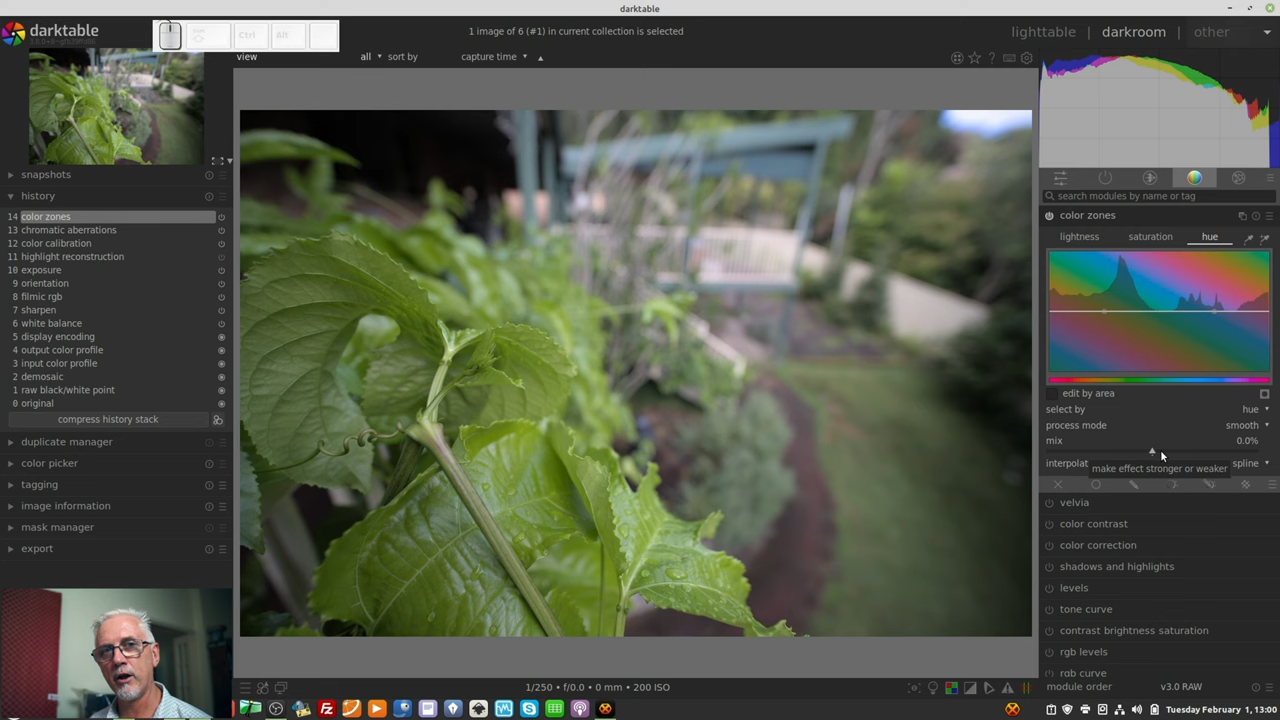 darktable
darktable
Ctrl
Alt
1 image of 6 (#1) in current collection is selected
lighttable | darkroom | other
view all sort by capture time
snapshots
history
14 color zones
13 chromatic aberrations
12 color calibration
11 highlight reconstruction
10 exposure
9 orientation
8 filmic rgb
7 sharpen
6 white balance
5 display encoding
4 output color profile
3 input color profile
2 demosaic
1 raw black/white point
0 original
compress history stack
duplicate manager
color picker
tagging
image information
mask manager
export
1/250 • f/0.0 • 0 mm • 200 ISO
search modules by name or tag
color zones
lightness saturation hue
edit by area
select by hue
process mode smooth
mix 0.0%
make effect stronger or weaker
interpolat spline
velvia
color contrast
color correction
shadows and highlights
levels
tone curve
contrast brightness saturation
rgb levels
rgb curve
module order v3.0 RAW
Tuesday February 1, 13:00